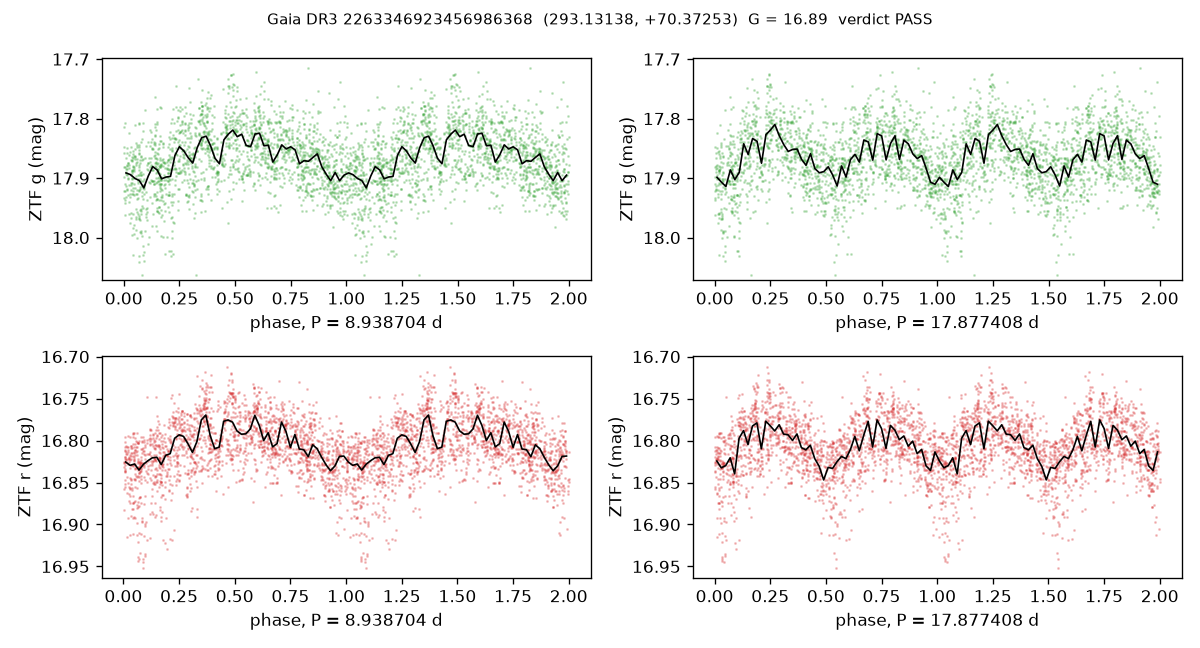 Gaia DR3 2263346923456986368 (293.13138, +70.37253) G = 16.89 verdict PASS
17.7
17.8
17.9
18.0
ZTF g (mag)
0.00 0.25 0.50 0.75 1.00 1.25 1.50 1.75 2.00
phase, P = 8.938704 d
17.7
17.8
17.9
18.0
ZTF g (mag)
0.00 0.25 0.50 0.75 1.00 1.25 1.50 1.75 2.00
phase, P = 17.877408 d
16.70
16.75
16.80
16.85
16.90
16.95
ZTF r (mag)
0.00 0.25 0.50 0.75 1.00 1.25 1.50 1.75 2.00
phase, P = 8.938704 d
16.70
16.75
16.80
16.85
16.90
16.95
ZTF r (mag)
0.00 0.25 0.50 0.75 1.00 1.25 1.50 1.75 2.00
phase, P = 17.877408 d